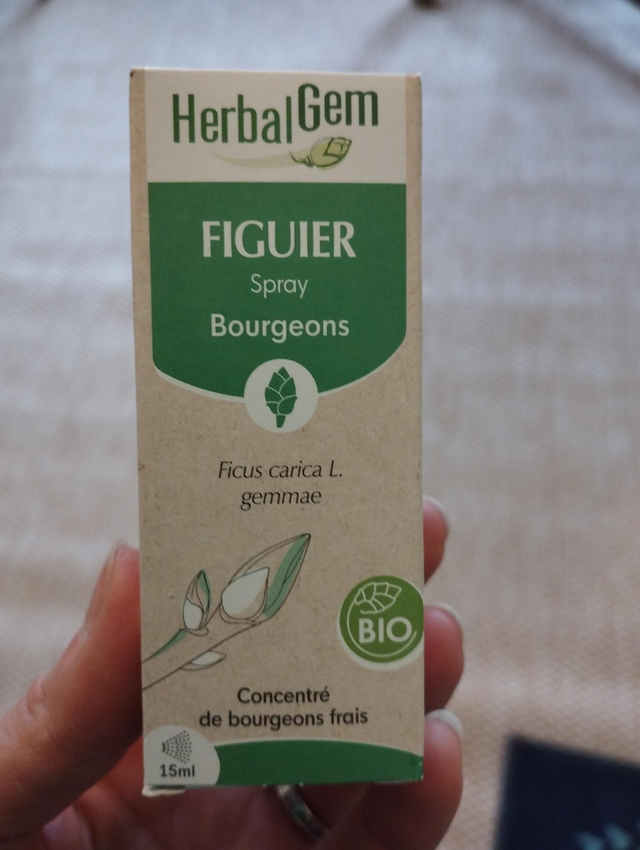 HerbalGem
FIGUIER
Spray
Bourgeons
Ficus carica L.
gemmae
BIO
Concentré
de bourgeons frais
15ml